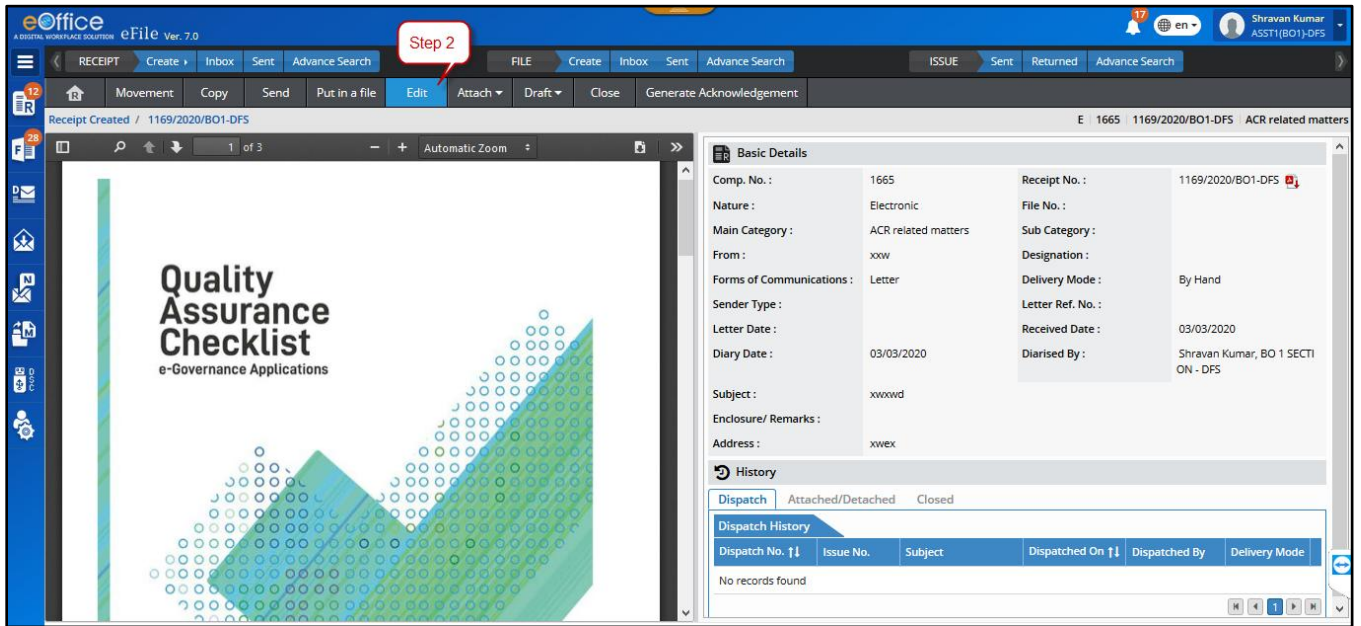 eOffice
A DIGITAL WORKPLACE SOLUTION
eFile Ver. 7.0
17
en
Shravan Kumar
ASST1(BO1)-DFS
Step 2
RECEIPT Create Inbox Sent Advance Search FILE Create Inbox Sent Advance Search ISSUE Sent Returned Advance Search
12
R
R
Movement Copy Send Put in a file Edit Attach Draft Close Generate Acknowledgement
Receipt Created / 1169/2020/BO1-DFS
E 1665 1169/2020/BO1-DFS ACR related matters
28
F
D
N
M
DSC
1 of 3
Automatic Zoom
Quality
Assurance
Checklist
e-Governance Applications
Basic Details
Comp. No. : 1665 Receipt No. : 1169/2020/BO1-DFS
Nature : Electronic File No. :
Main Category : ACR related matters Sub Category :
From : xxw Designation :
Forms of Communications : Letter Delivery Mode : By Hand
Sender Type : Letter Ref. No. :
Letter Date : Received Date : 03/03/2020
Diary Date : 03/03/2020 Diarised By : Shravan Kumar, BO 1 SECTI
ON - DFS
Subject : xwxwd
Enclosure/ Remarks :
Address : xwex
History
Dispatch Attached/Detached Closed
Dispatch History
Dispatch No. Issue No. Subject Dispatched On Dispatched By Delivery Mode
No records found
1